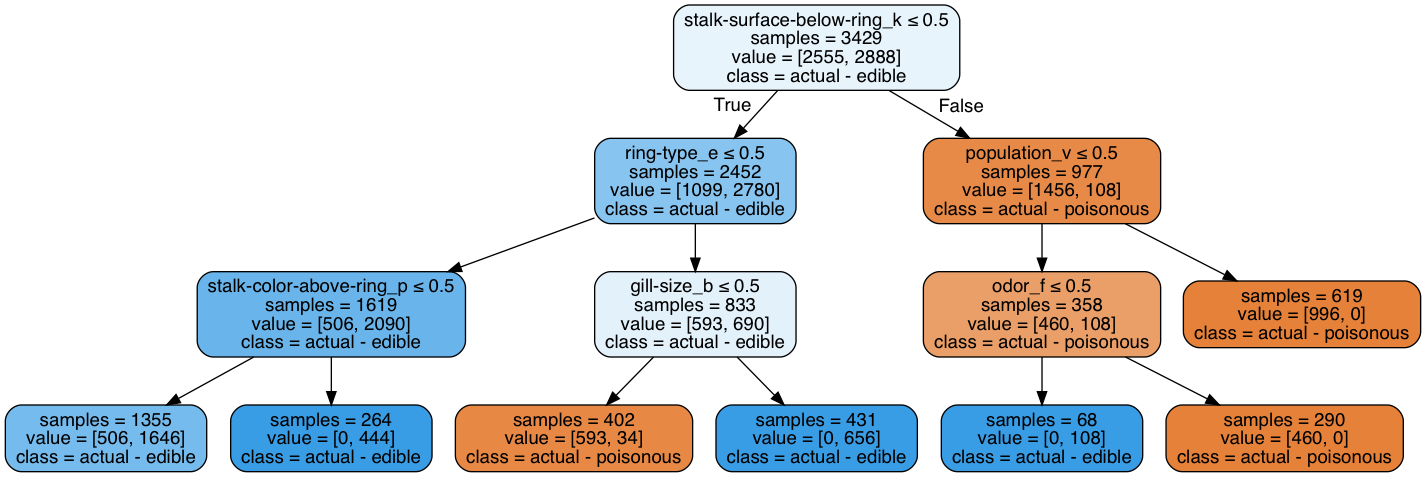 stalk-surface-below-ring_k ≤ 0.5
samples = 3429
value = [2555, 2888]
class = actual - edible
True
False
ring-type_e ≤ 0.5
samples = 2452
value = [1099, 2780]
class = actual - edible
population_v ≤ 0.5
samples = 977
value = [1456, 108]
class = actual - poisonous
stalk-color-above-ring_p ≤ 0.5
samples = 1619
value = [506, 2090]
class = actual - edible
gill-size_b ≤ 0.5
samples = 833
value = [593, 690]
class = actual - edible
odor_f ≤ 0.5
samples = 358
value = [460, 108]
class = actual - poisonous
samples = 619
value = [996, 0]
class = actual - poisonous
samples = 1355
value = [506, 1646]
class = actual - edible
samples = 264
value = [0, 444]
class = actual - edible
samples = 402
value = [593, 34]
class = actual - poisonous
samples = 431
value = [0, 656]
class = actual - edible
samples = 68
value = [0, 108]
class = actual - edible
samples = 290
value = [460, 0]
class = actual - poisonous